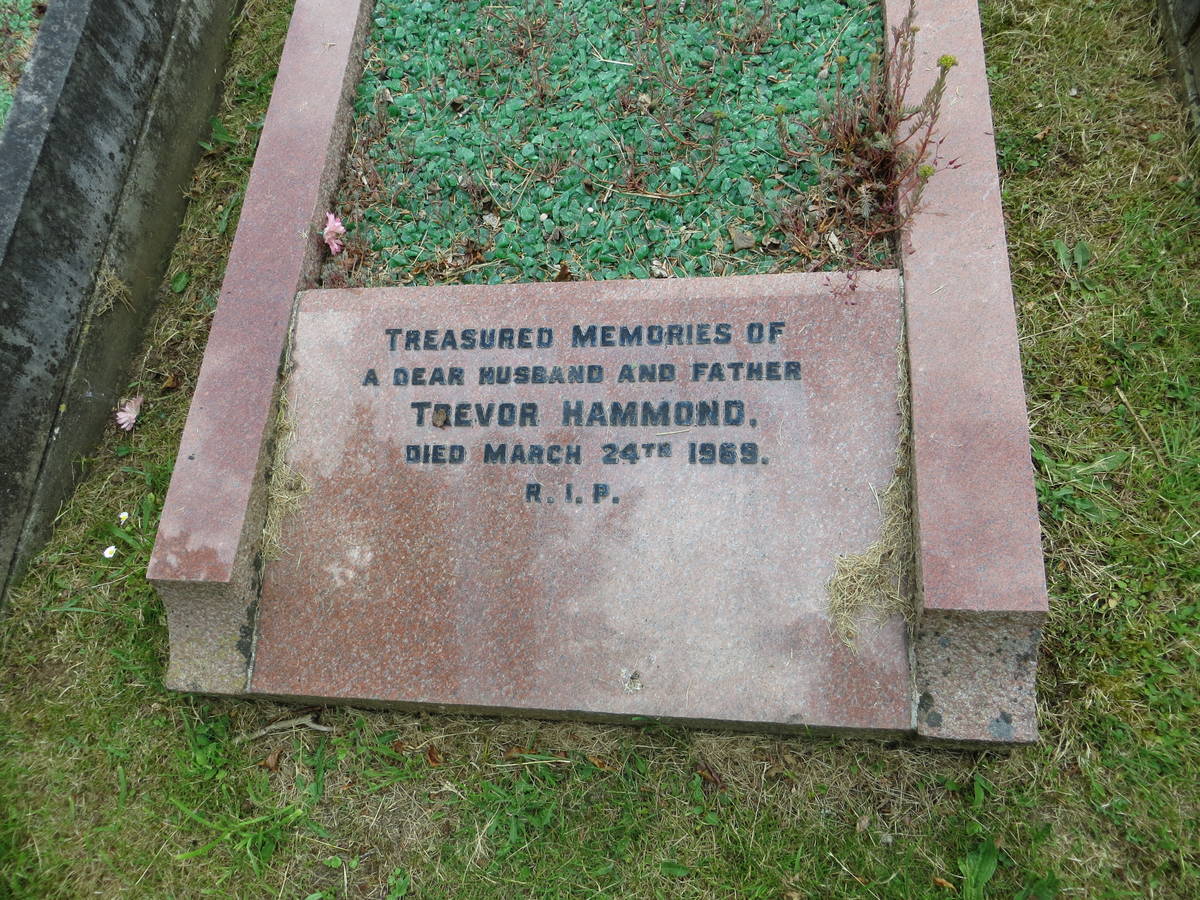 TREASURED MEMORIES OF
A DEAR HUSBAND AND FATHER
TREVOR HAMMOND,
DIED MARCH 24TH 1969.
R. I. P.